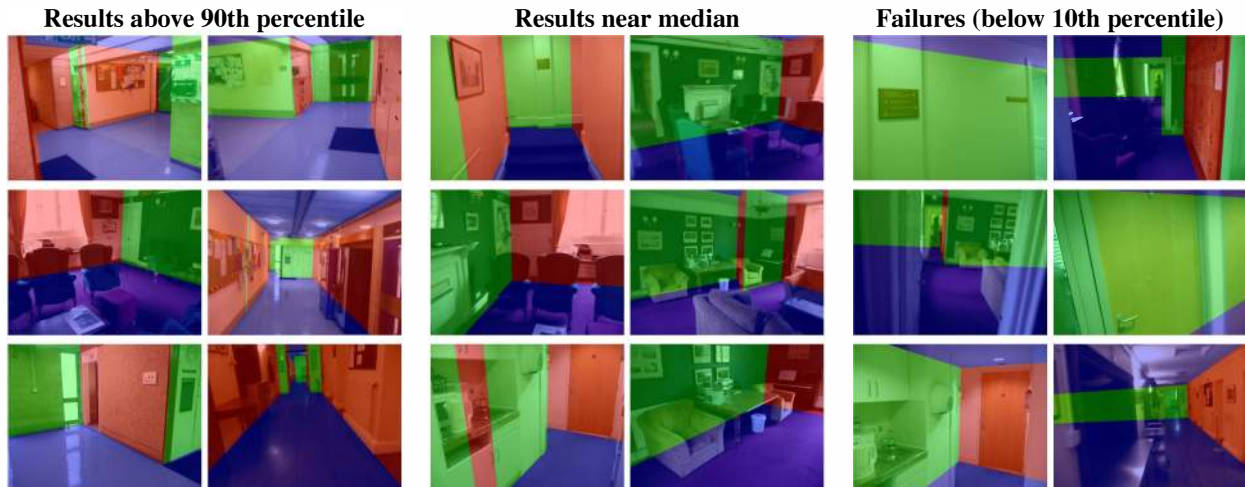 Results above 90th percentile
Results near median
Failures (below 10th percentile)